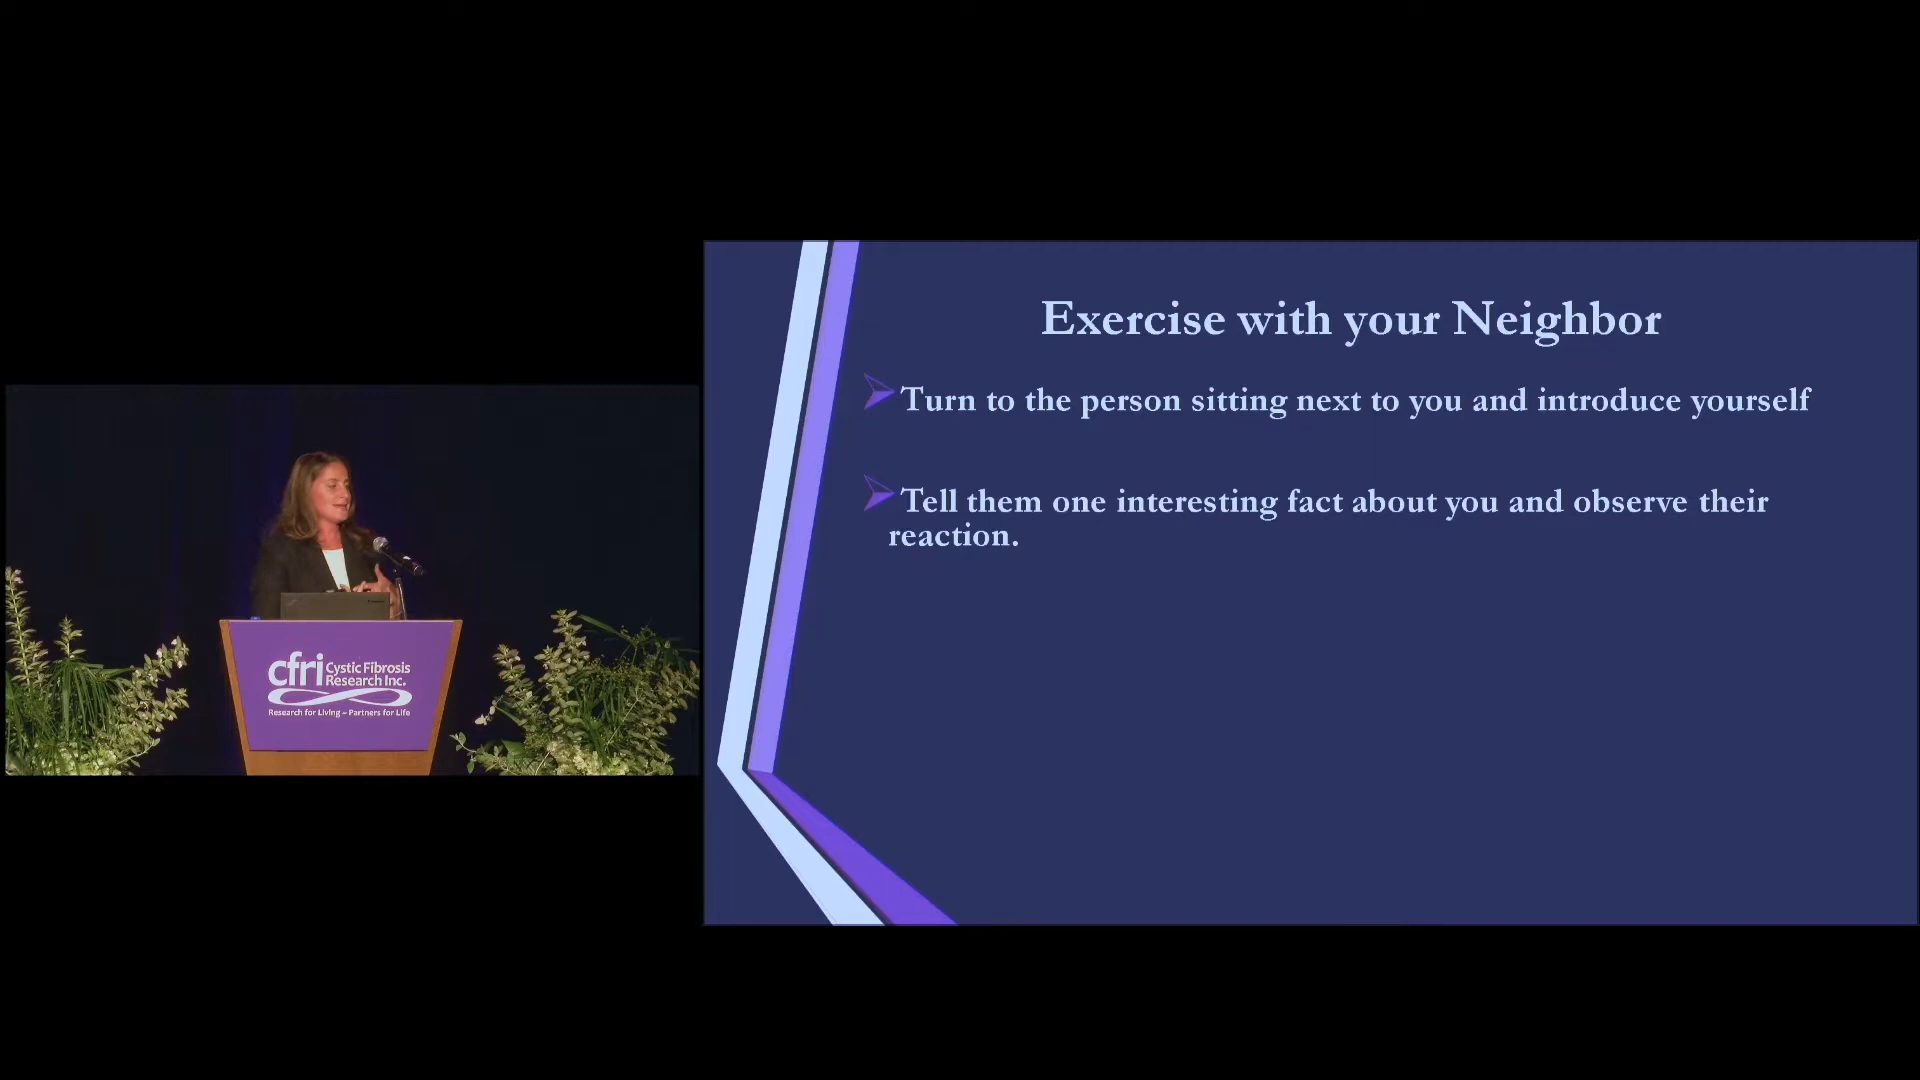 Exercise with your Neighbor
Turn to the person sitting next to you and introduce yourself
Tell them one interesting fact about you and observe their
reaction.
cfri Cystic Fibrosis
Research Inc.
Research for Living – Partners for Life